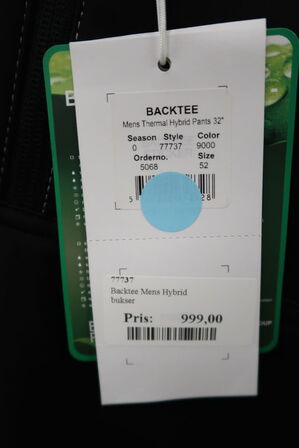 BACKTEE
Mens Thermal Hybrid Pants 32"
Season Style Color
0 77737 9000
Orderno. Size
5068 52
77737
Backtee Mens Hybrid
bukser
Pris: 999,00